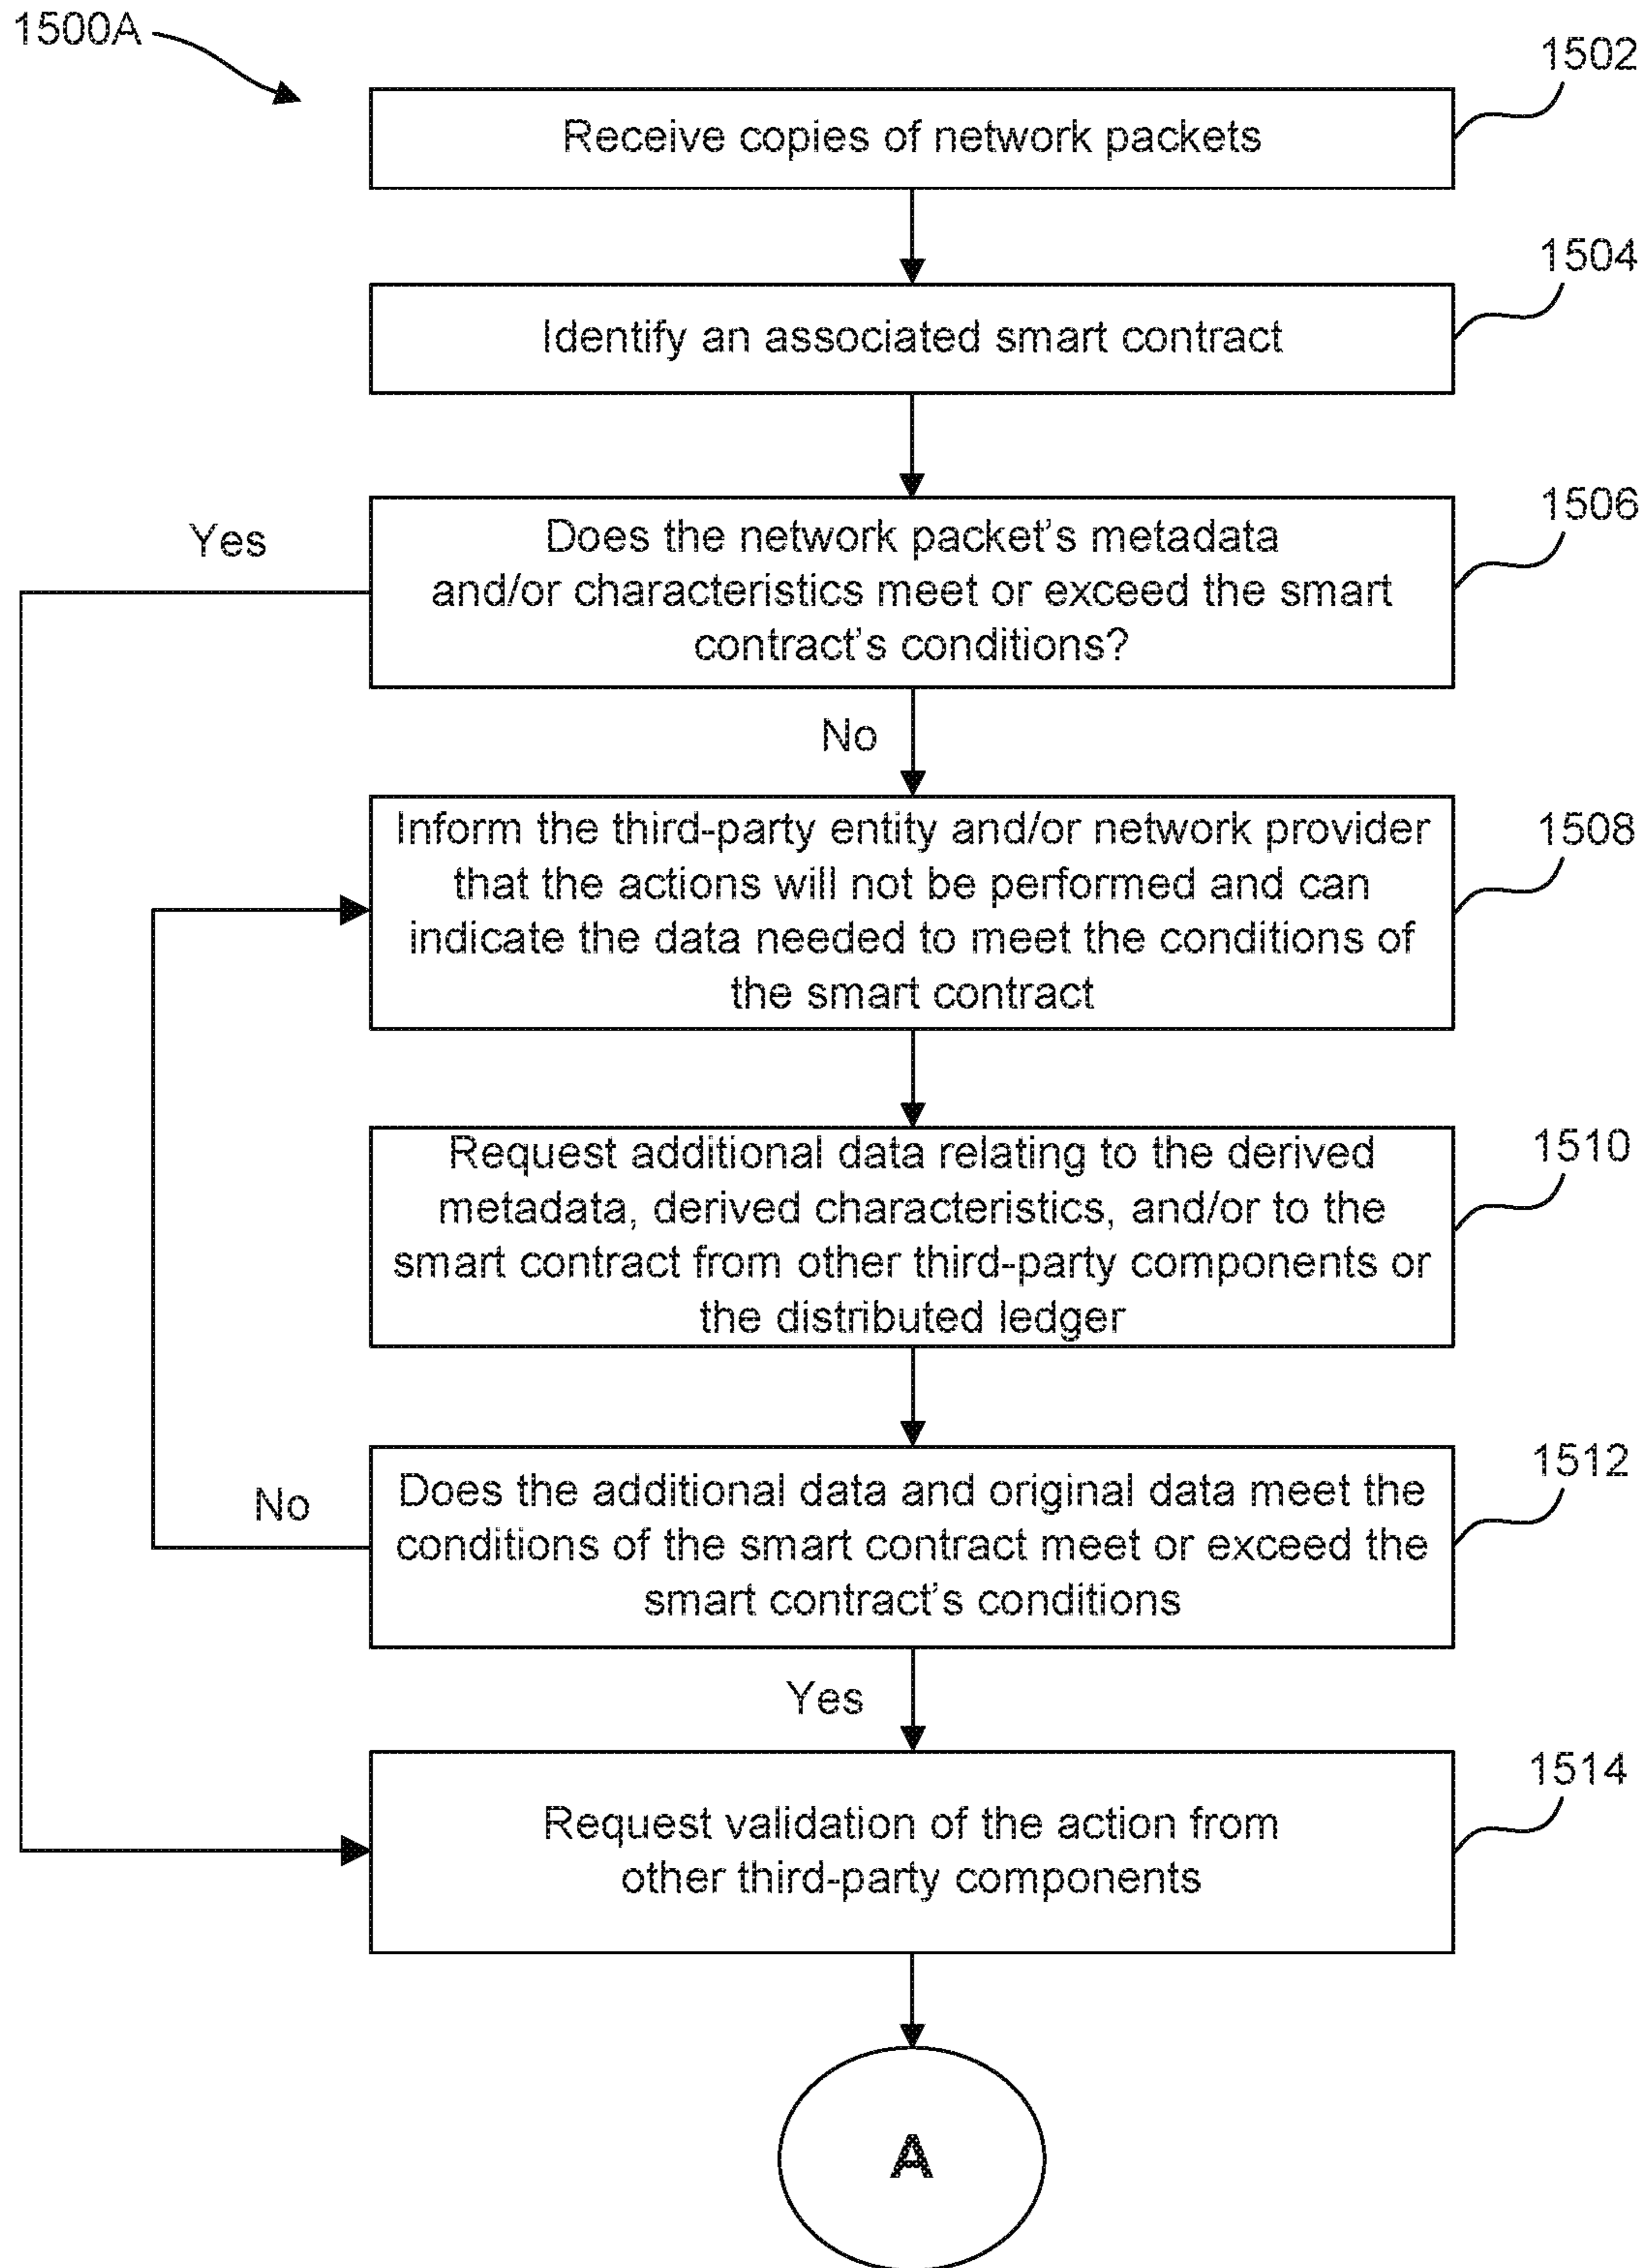 1500A
1502
Receive copies of network packets
1504
Identify an associated smart contract
1506
Yes
Does the network packet's metadata
and/or characteristics meet or exceed the smart
contract's conditions?
No
1508
Inform the third-party entity and/or network provider
that the actions will not be performed and can
indicate the data needed to meet the conditions of
the smart contract
1510
Request additional data relating to the derived
metadata, derived characteristics, and/or to the
smart contract from other third-party components or
the distributed ledger
1512
No
Does the additional data and original data meet the
conditions of the smart contract meet or exceed the
smart contract's conditions
Yes
1514
Request validation of the action from
other third-party components
A